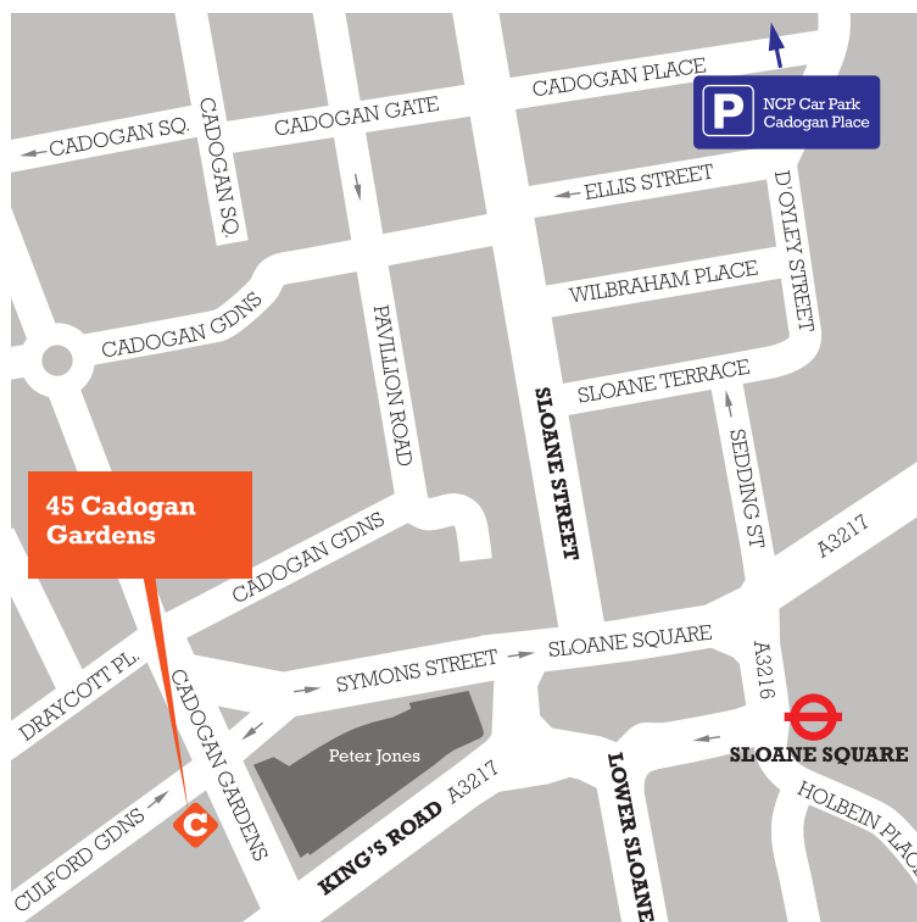 CADOGAN PLACE
P
NCP Car Park
Cadogan Place
CADOGAN GATE
CADOGAN SQ.
CADOGAN SQ.
ELLIS STREET
D'OYLEY STREET
WILBRAHAM PLACE
CADOGAN GDNS
PAVILLION ROAD
SLOANE TERRACE
SLOANE STREET
SEDDING ST
45 Cadogan
Gardens
A3217
CADOGAN GDNS
SLOANE SQUARE
SYMONS STREET
A3216
DRAYCOTT PL.
CADOGAN GARDENS
Peter Jones
SLOANE SQUARE
LOWER SLOANE
HOLBEIN PLACE
KING'S ROAD A3217
CULFORD GDNS
C